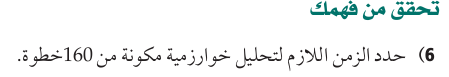 تحقق من فهمك
6) حدد الزمن اللازم لتحليل خوارزمية مكونة من 160خطوة.